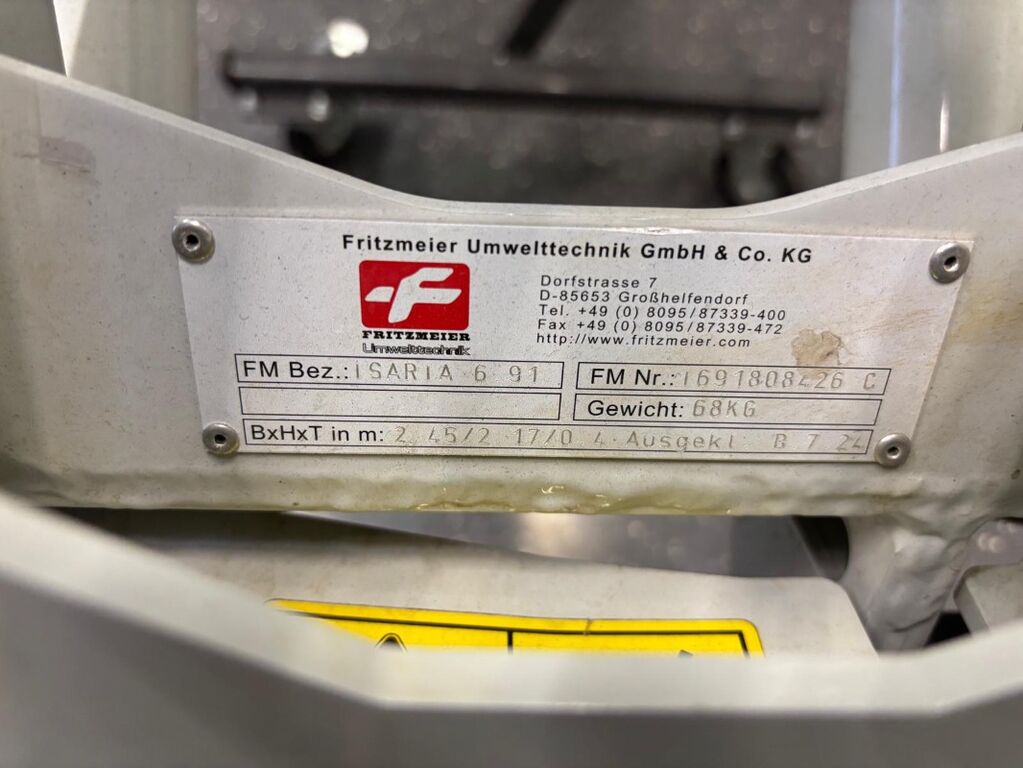 Fritzmeier Umwelttechnik GmbH & Co. KG
FRITZMEIER
Umwelttechnik
Dorfstrasse 7
D-85653 Großhelfendorf
Tel. +49 (0) 8095/87339-400
Fax +49 (0) 8095/87339-472
http://www.fritzmeier.com
FM Bez.: ISARIA 6 91
FM Nr.: 1691808426 C
Gewicht: 68KG
BxHxT in m: 2.45/2.17/0.4 Ausgekl. B 7.24